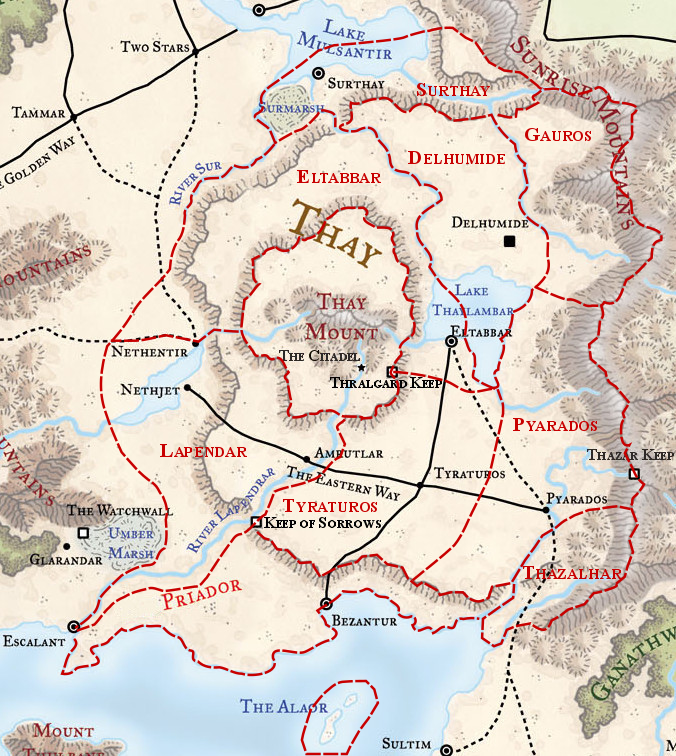 LAKE
MULSANTIR
TWO STARS
SUNRISE MOUNTAINS
SURTHAY
SURTHAY
SURMARSH
TAMMAR
GAUROS
DELHUMIDE
GOLDEN WAY
RIVER SUR
ELTABBAR
THAY
DELHUMIDE
MOUNTAINS
LAKE
THAYLAMBAR
THAY
MOUNT
ELTABBAR
NETHENTIR
THE CITADEL
THRALGARD KEEP
NETHJET
PYARADOS
LAPENDAR
AMRUTLAR
THAZAR KEEP
THE EASTERN WAY
TYRATUROS
PYARADOS
TYRATUROS
THE WATCHWALL
KEEP OF SORROWS
RIVER LAPENDRAR
UMBER
MARSH
GLARANDAR
THAZALHAR
PRIADOR
BEZANTUR
ESCALANT
GANATHW
THE ALAOR
MOUNT
SULTIM